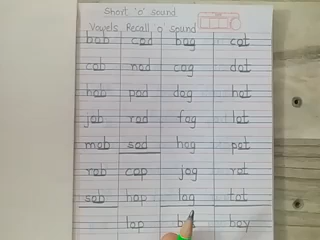 Short 'o' sound
Vowels Recall 'o' sound
bob cod bog cot
cob nod cog dot
hob pod dog hot
job rod fog lot
mob sod hog pot
rob cop jog rot
sob hop log tot
lop boy